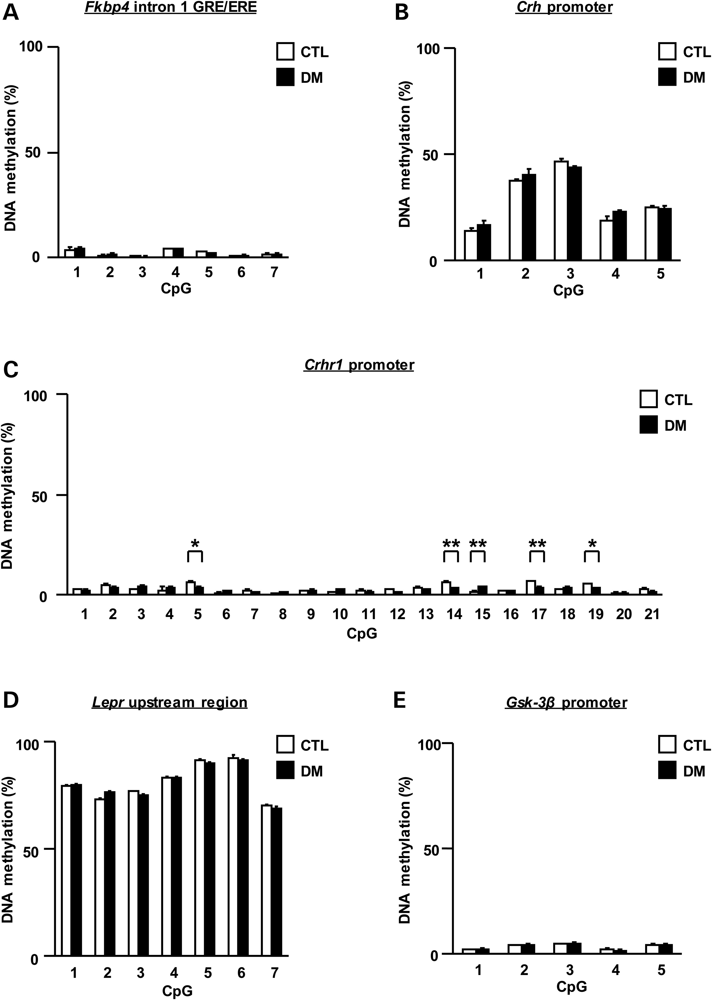 A
Fkbp4 intron 1 GRE/ERE
DNA methylation (%)
100
50
0
CTL
DM
1 2 3 4 5 6 7
CpG
B
Crh promoter
DNA methylation (%)
100
50
0
CTL
DM
1 2 3 4 5
CpG
C
Crhr1 promoter
DNA methylation (%)
100
50
0
CTL
DM
* ** ** ** *
1 2 3 4 5 6 7 8 9 10 11 12 13 14 15 16 17 18 19 20 21
CpG
D
Lepr upstream region
DNA methylation (%)
100
50
0
CTL
DM
1 2 3 4 5 6 7
CpG
E
Gsk-3β promoter
DNA methylation (%)
100
50
0
CTL
DM
1 2 3 4 5
CpG